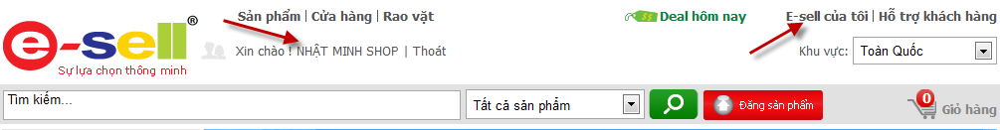 e-sell®
Sự lựa chọn thông minh
Sản phẩm | Cửa hàng | Rao vặt
Deal hôm nay
E-sell của tôi | Hỗ trợ khách hàng
Xin chào ! NHẬT MINH SHOP | Thoát
Khu vực: Toàn Quốc
Tìm kiếm...
Tất cả sản phẩm
Đăng sản phẩm
0
Giỏ hàng